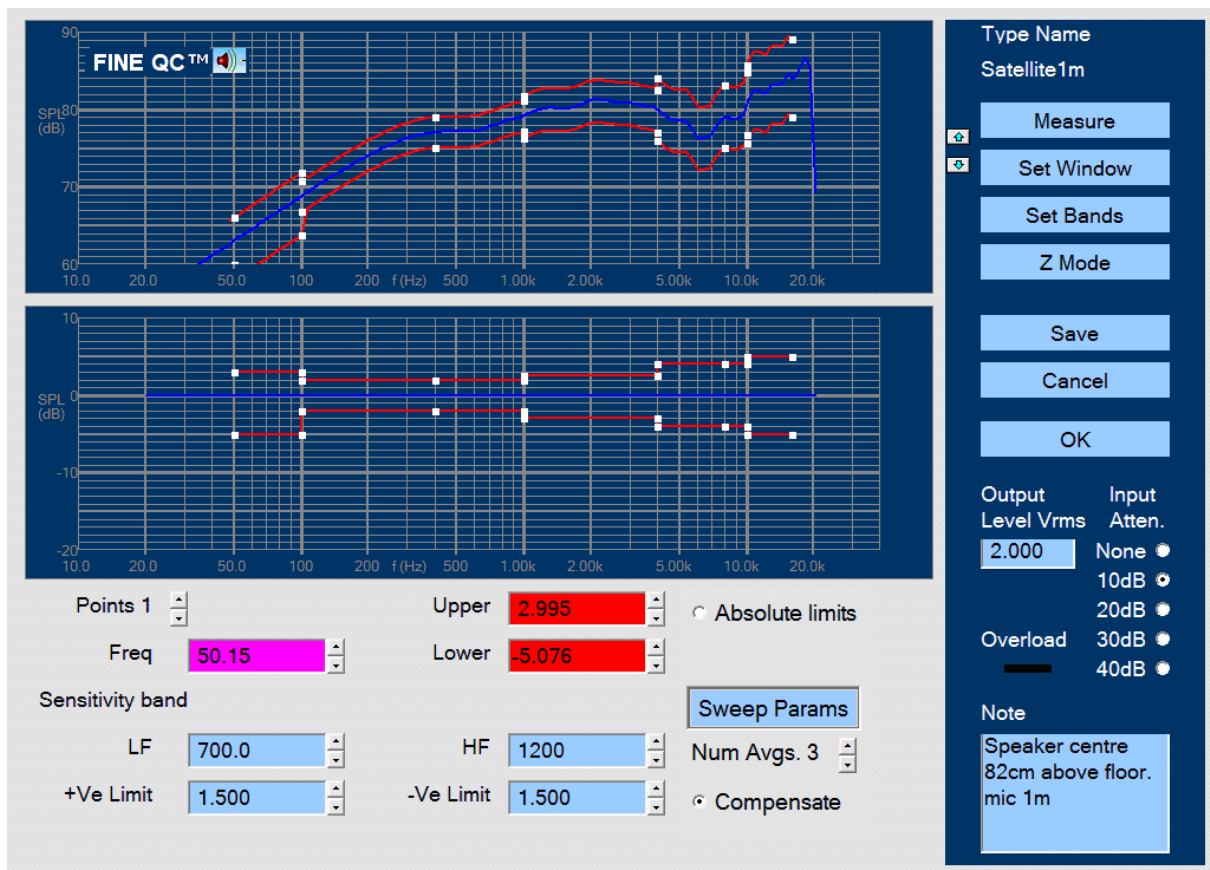 FINE QC™
90
SPL 80
(dB)
70
60
10.0 20.0 50.0 100 200 f (Hz) 500 1.00k 2.00k 5.00k 10.0k 20.0k
10
SPL 0
(dB)
-10
-20
10.0 20.0 50.0 100 200 f (Hz) 500 1.00k 2.00k 5.00k 10.0k 20.0k
Points 1
Upper 2.995
Absolute limits
Freq 50.15
Lower -5.076
Sensitivity band
Sweep Params
LF 700.0
HF 1200
Num Avgs. 3
+Ve Limit 1.500
-Ve Limit 1.500
Compensate
Type Name
Satellite1m
Measure
Set Window
Set Bands
Z Mode
Save
Cancel
OK
Output Input
Level Vrms Atten.
2.000 None
10dB
20dB
Overload 30dB
40dB
Note
Speaker centre
82cm above floor.
mic 1m